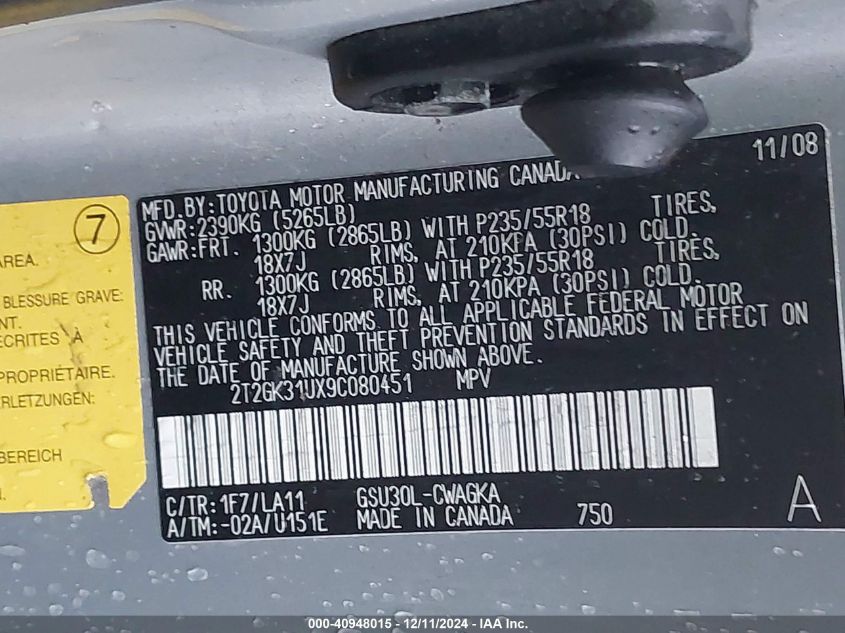 11/08
MFD.BY:TOYOTA MOTOR MANUFACTURING CANADA
GVWR:2390KG (5265LB)
GAWR:FRT. 1300KG (2865LB) WITH P235/55R18 TIRES,
18X7J RIMS, AT 210KPA (30PSI) COLD.
RR. 1300KG (2865LB) WITH P235/55R18 TIRES,
18X7J RIMS, AT 210KPA (30PSI) COLD.
THIS VEHICLE CONFORMS TO ALL APPLICABLE FEDERAL MOTOR
VEHICLE SAFETY AND THEFT PREVENTION STANDARDS IN EFFECT ON
THE DATE OF MANUFACTURE SHOWN ABOVE.
2T2GK31UX9C080451 MPV
C/TR:1F7/LA11 GSU30L-CWAGKA
A/TM:-02A/U151E MADE IN CANADA 750 A
7
AREA.
BLESSURE GRAVE:
NT.
ECRITES À
PROPRIÉTAIRE.
ERLETZUNGEN:
BEREICH
000-40948015 - 12/11/2024 - IAA Inc.